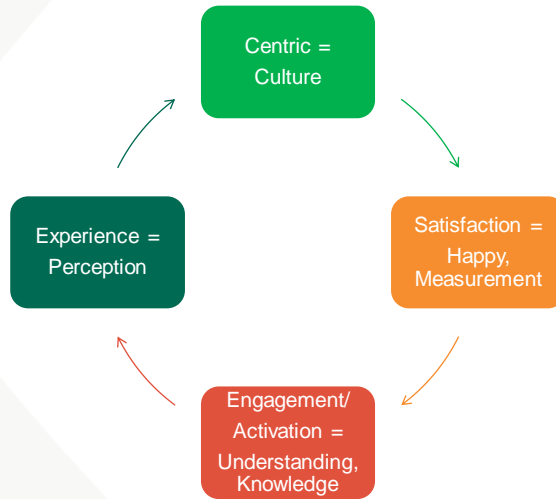 Centric =
Culture
Satisfaction =
Happy,
Measurement
Engagement/
Activation =
Understanding,
Knowledge
Experience =
Perception